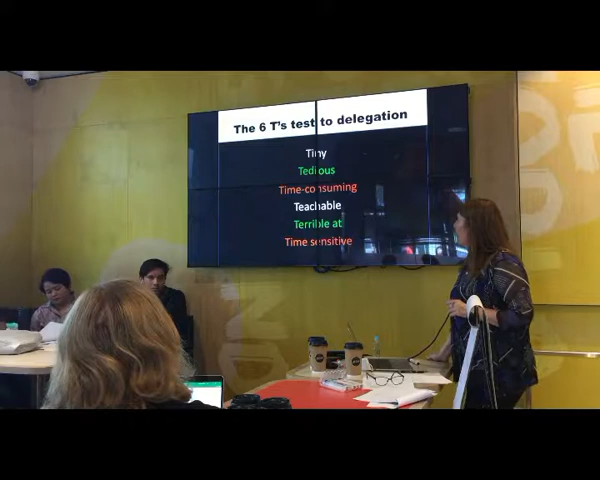 The 6 T's test to delegation
Tiny
Tedious
Time-consuming
Teachable
Terrible at
Time sensitive